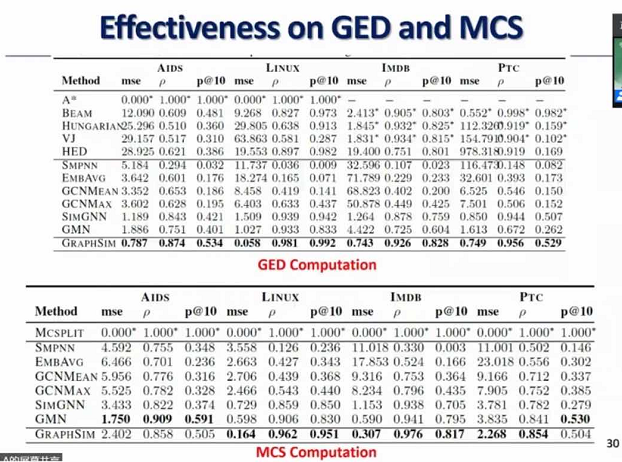 Effectiveness on GED and MCS
AIDS LINUX IMDB PTC
Method mse ρ p@10 mse ρ p@10 mse ρ p@10 mse ρ p@10
A* 0.000* 1.000* 1.000* 0.000* 1.000* 1.000* – – – – – –
BEAM 12.090 0.609 0.481 9.268 0.827 0.973 2.413* 0.905* 0.803* 0.552* 0.998* 0.982*
HUNGARIAN 25.296 0.510 0.360 29.805 0.638 0.913 1.845* 0.932* 0.825* 112.326* 0.919* 0.159*
VJ 29.157 0.517 0.310 63.863 0.581 0.287 1.831* 0.934* 0.815* 154.791* 0.904* 0.102*
HED 28.925 0.621 0.386 19.553 0.897 0.982 19.400 0.751 0.801 978.318 0.919 0.169
SMPNN 5.184 0.294 0.032 11.737 0.036 0.009 32.596 0.107 0.023 116.473 0.148 0.082
EMBAVG 3.642 0.601 0.176 18.274 0.165 0.071 71.789 0.229 0.233 32.601 0.393 0.173
GCNMEAN 3.352 0.653 0.186 8.458 0.419 0.141 68.823 0.402 0.200 6.525 0.546 0.150
GCNMAX 3.602 0.628 0.195 6.403 0.633 0.437 50.878 0.449 0.425 7.501 0.506 0.152
SIMGNN 1.189 0.843 0.421 1.509 0.939 0.942 1.264 0.878 0.759 0.850 0.944 0.507
GMN 1.886 0.751 0.401 1.027 0.933 0.833 4.422 0.725 0.604 1.613 0.672 0.262
GRAPHSIM 0.787 0.874 0.534 0.058 0.981 0.992 0.743 0.926 0.828 0.749 0.956 0.529
GED Computation
AIDS LINUX IMDB PTC
Method mse ρ p@10 mse ρ p@10 mse ρ p@10 mse ρ p@10
MCSPLIT 0.000* 1.000* 1.000* 0.000* 1.000* 1.000* 0.000* 1.000* 1.000* 0.000* 1.000* 1.000*
SMPNN 4.592 0.755 0.348 3.558 0.126 0.236 11.018 0.330 0.003 11.001 0.502 0.146
EMBAVG 6.466 0.701 0.236 2.663 0.427 0.343 17.853 0.524 0.166 23.018 0.556 0.302
GCNMEAN 5.956 0.776 0.316 2.706 0.439 0.368 9.316 0.753 0.364 9.166 0.712 0.337
GCNMAX 5.525 0.782 0.328 2.466 0.543 0.440 8.234 0.796 0.435 7.905 0.752 0.385
SIMGNN 3.433 0.822 0.374 0.729 0.859 0.850 1.153 0.938 0.705 3.781 0.782 0.279
GMN 1.750 0.909 0.591 0.598 0.906 0.830 0.590 0.941 0.795 3.835 0.841 0.530
GRAPHSIM 2.402 0.858 0.505 0.164 0.962 0.951 0.307 0.976 0.817 2.268 0.854 0.504
MCS Computation
30